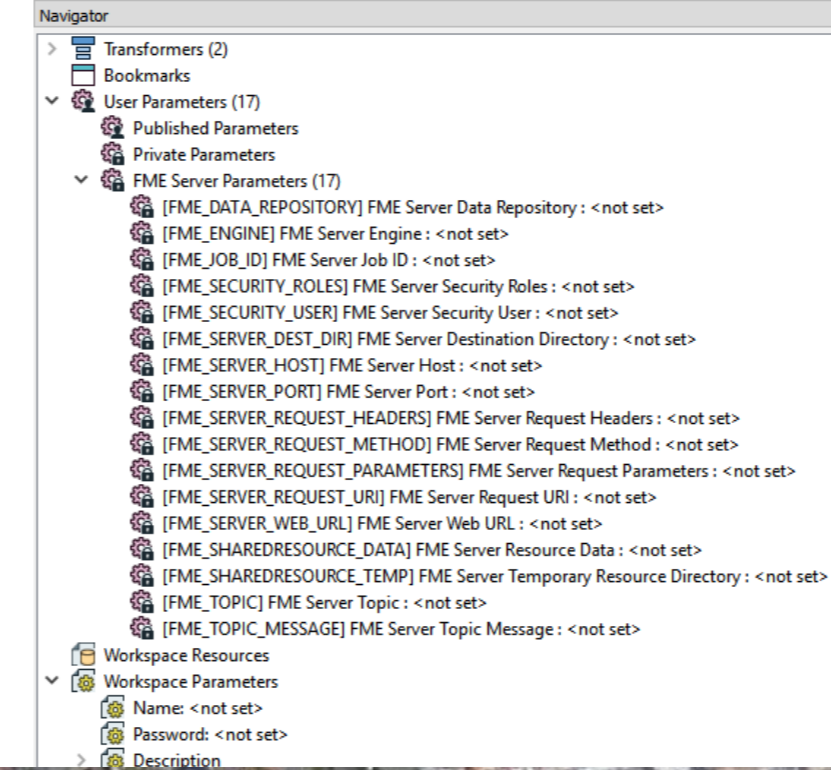 Navigator
Transformers (2)
Bookmarks
User Parameters (17)
Published Parameters
Private Parameters
FME Server Parameters (17)
[FME_DATA_REPOSITORY] FME Server Data Repository : <not set>
[FME_ENGINE] FME Server Engine : <not set>
[FME_JOB_ID] FME Server Job ID : <not set>
[FME_SECURITY_ROLES] FME Server Security Roles : <not set>
[FME_SECURITY_USER] FME Server Security User : <not set>
[FME_SERVER_DEST_DIR] FME Server Destination Directory : <not set>
[FME_SERVER_HOST] FME Server Host : <not set>
[FME_SERVER_PORT] FME Server Port : <not set>
[FME_SERVER_REQUEST_HEADERS] FME Server Request Headers : <not set>
[FME_SERVER_REQUEST_METHOD] FME Server Request Method : <not set>
[FME_SERVER_REQUEST_PARAMETERS] FME Server Request Parameters : <not set>
[FME_SERVER_REQUEST_URI] FME Server Request URI : <not set>
[FME_SERVER_WEB_URL] FME Server Web URL : <not set>
[FME_SHAREDRESOURCE_DATA] FME Server Resource Data : <not set>
[FME_SHAREDRESOURCE_TEMP] FME Server Temporary Resource Directory : <not set>
[FME_TOPIC] FME Server Topic : <not set>
[FME_TOPIC_MESSAGE] FME Server Topic Message : <not set>
Workspace Resources
Workspace Parameters
Name: <not set>
Password: <not set>
Description